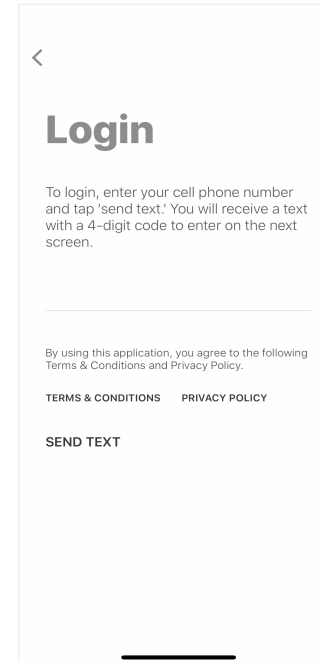 Login
To login, enter your cell phone number
and tap 'send text.' You will receive a text
with a 4-digit code to enter on the next
screen.
By using this application, you agree to the following
Terms & Conditions and Privacy Policy.
TERMS & CONDITIONS PRIVACY POLICY
SEND TEXT